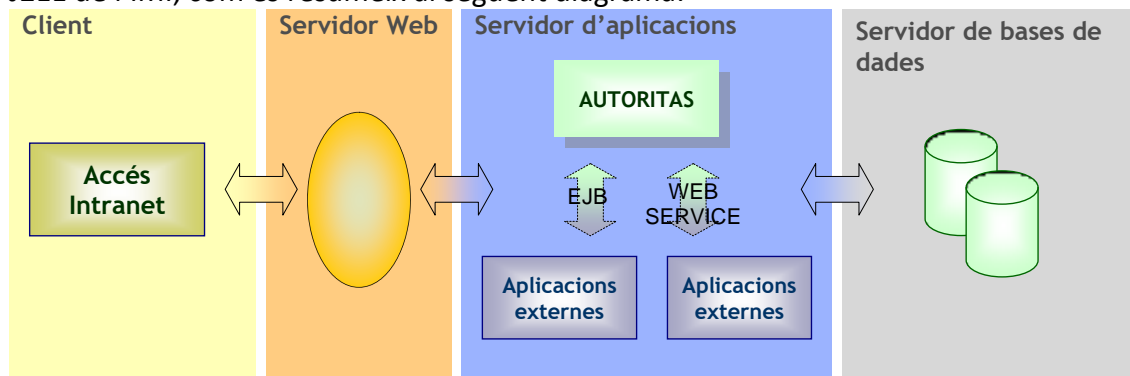 Client
Servidor Web
Servidor d'aplicacions
Servidor de bases de
dades
AUTORITAS
Accés
Intranet
EJB
WEB
SERVICE
Aplicacions
externes
Aplicacions
externes